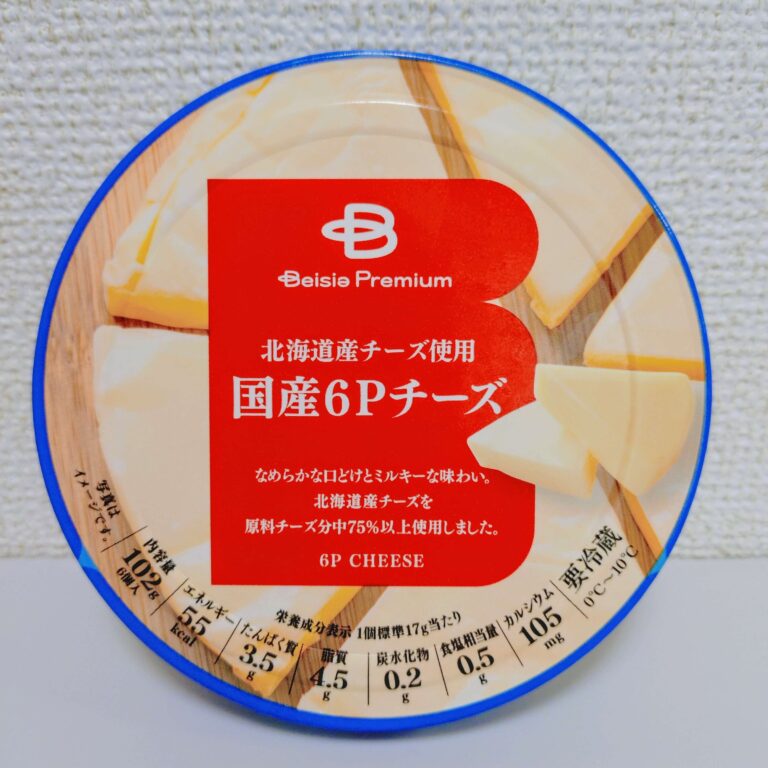 Beisia Premium
北海道産チーズ使用
国産6Pチーズ
なめらかな口どけとミルキーな味わい。
北海道産チーズを
原料チーズ分中75%以上使用しました。
6P CHEESE
写真は
イメージです。
内容量
102g
6個入
栄養成分表示 1個標準17g当たり
エネルギー
55
kcal
たんぱく質
3.5
g
脂質
4.5
g
炭水化物
0.2
g
食塩相当量
0.5
g
カルシウム
105
mg
要冷蔵
0℃~10℃